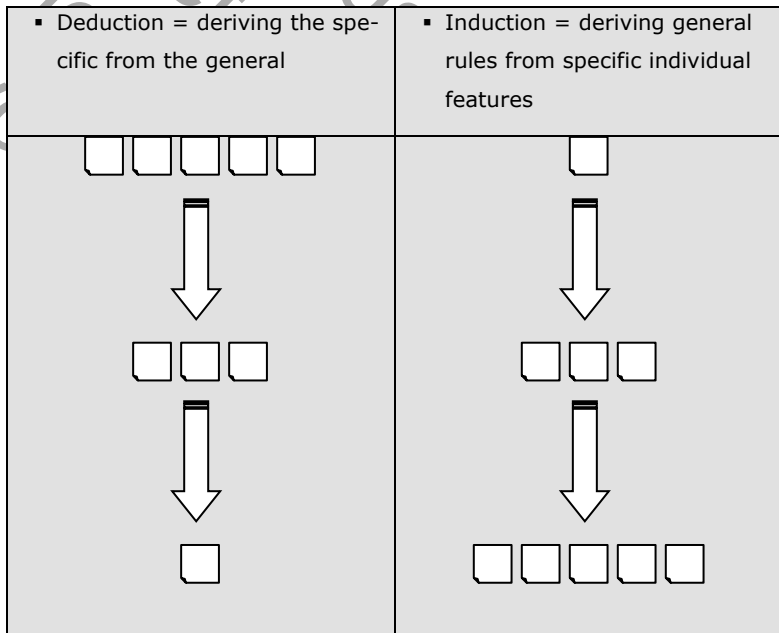 ▪ Deduction = deriving the spe-
cific from the general
▪ Induction = deriving general
rules from specific individual
features